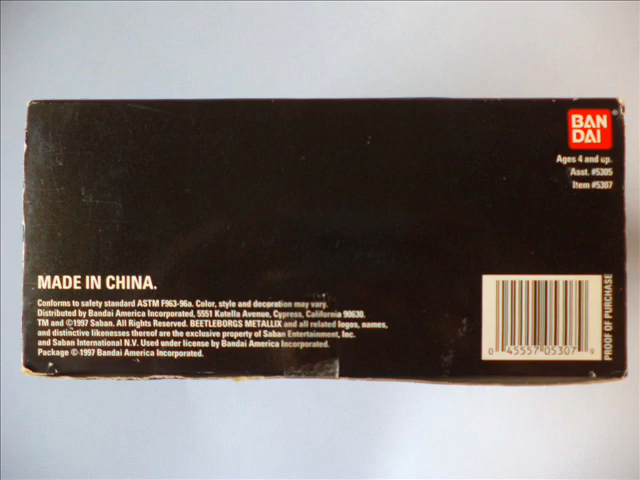 BAN
DAI
®
Ages 4 and up.
Asst. #5305
Item #5307
MADE IN CHINA.
Conforms to safety standard ASTM F963-96a. Color, style and decoration may vary.
Distributed by Bandai America Incorporated, 5551 Katella Avenue, Cypress, California 90630.
TM and ©1997 Saban. All Rights Reserved. BEETLEBORGS METALLIX and all related logos, names,
and distinctive likenesses thereof are the exclusive property of Saban Entertainment, Inc.
and Saban International N.V. Used under license by Bandai America Incorporated.
Package ©1997 Bandai America Incorporated.
0 45557 05307 9
PROOF OF PURCHASE